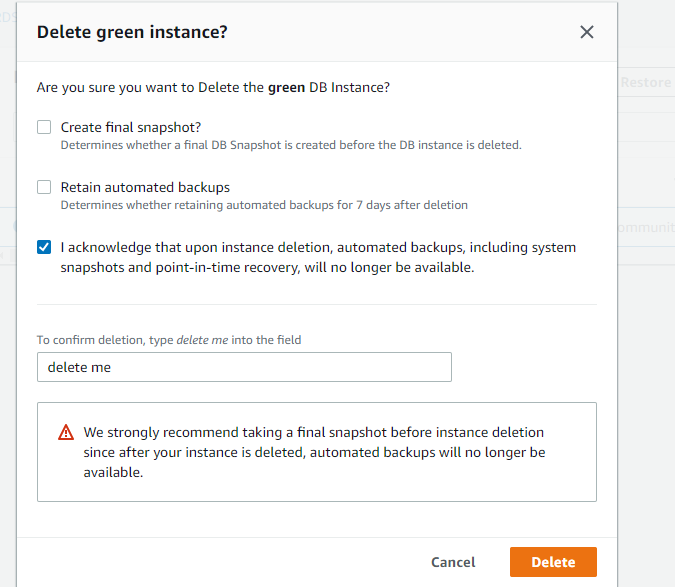 Delete green instance?
Are you sure you want to Delete the green DB Instance?
Create final snapshot?
Determines whether a final DB Snapshot is created before the DB instance is deleted.
Retain automated backups
Determines whether retaining automated backups for 7 days after deletion
I acknowledge that upon instance deletion, automated backups, including system
snapshots and point-in-time recovery, will no longer be available.
To confirm deletion, type delete me into the field
delete me
We strongly recommend taking a final snapshot before instance deletion
since after your instance is deleted, automated backups will no longer be
available.
Cancel
Delete
Restore